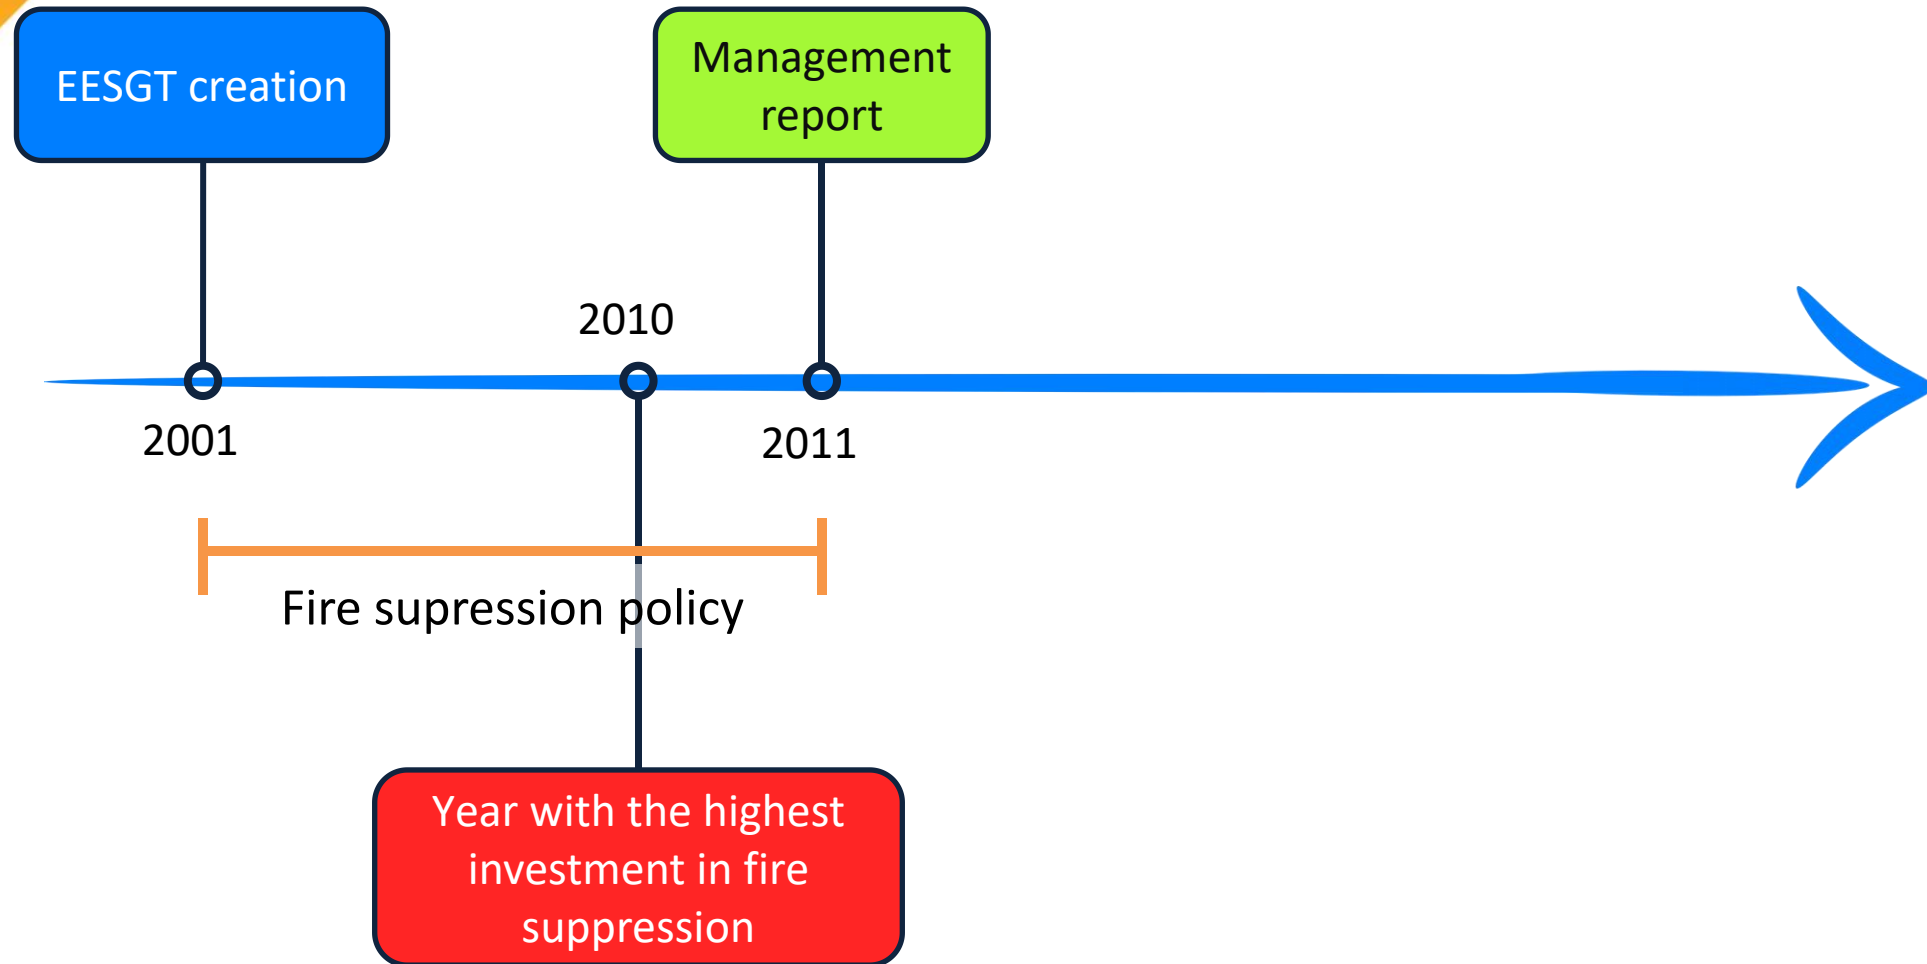 EESGT creation
Management
report
2010
2001
2011
Fire supression policy
Year with the highest
investment in fire
suppression